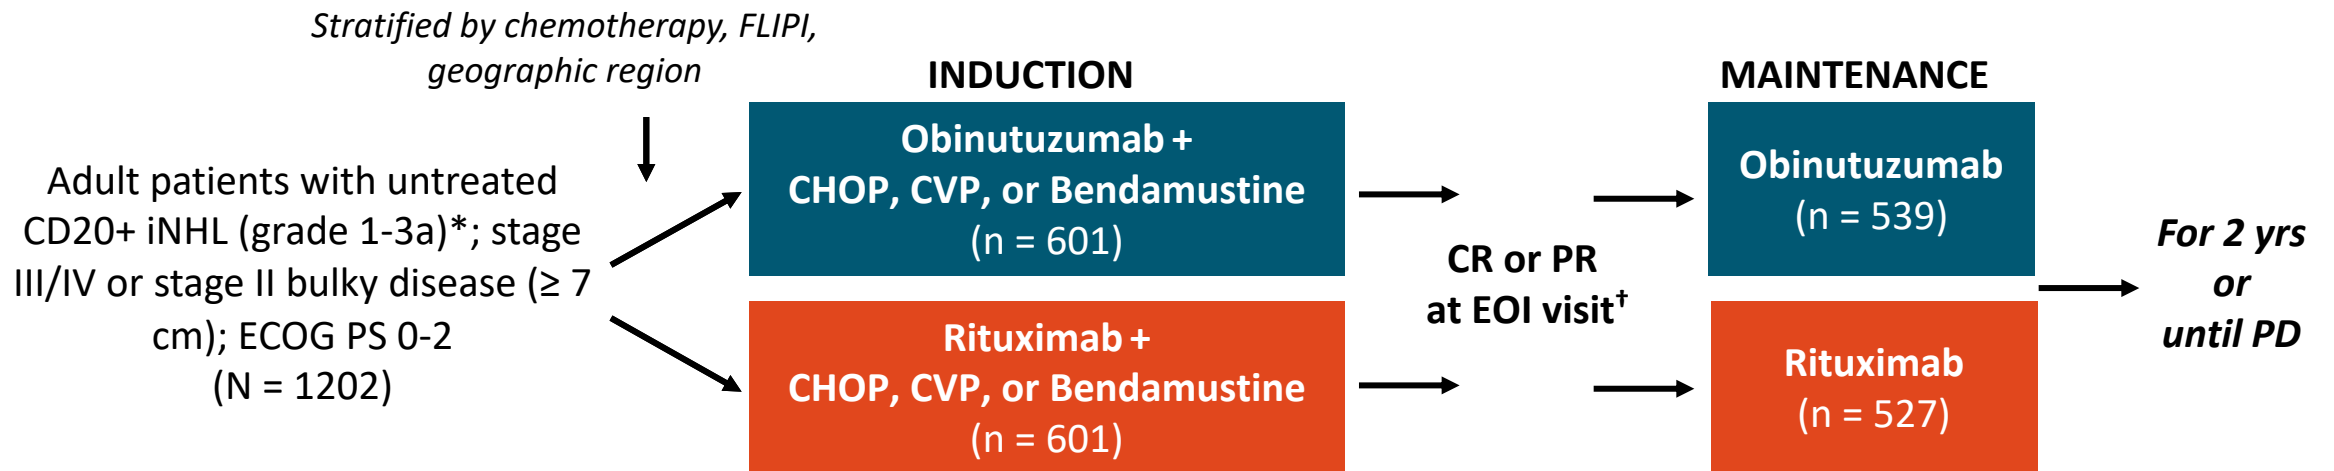 Stratified by chemotherapy, FLIPI,
geographic region
Adult patients with untreated
CD20+ iNHL (grade 1-3a)*; stage
III/IV or stage II bulky disease (≥ 7
cm); ECOG PS 0-2
(N = 1202)
INDUCTION
Obinutuzumab +
CHOP, CVP, or Bendamustine
(n = 601)
Rituximab +
CHOP, CVP, or Bendamustine
(n = 601)
CR or PR
at EOI visit†
MAINTENANCE
Obinutuzumab
(n = 539)
Rituximab
(n = 527)
For 2 yrs
or
until PD